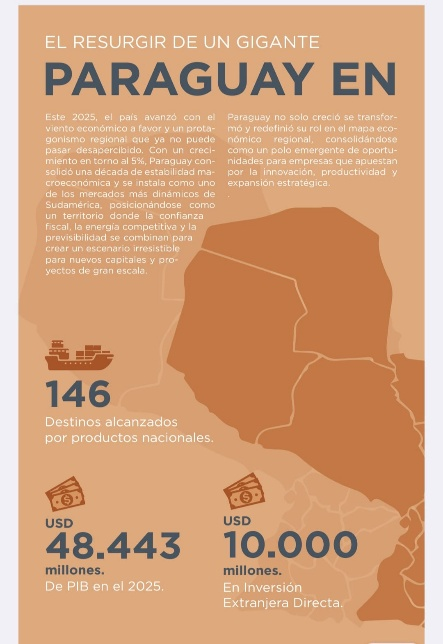 EL RESURGIR DE UN GIGANTE
PARAGUAY EN
Este 2025, el país avanzó con el
viento económico a favor y un prota-
gonismo regional que ya no puede
pasar desapercibido. Con un creci-
miento en torno al 5%, Paraguay con-
solidó una década de estabilidad ma-
croeconómica y se instala como uno
de los mercados más dinámicos de
Sudamérica, posicionándose como
un territorio donde la confianza
fiscal, la energía competitiva y la
previsibilidad se combinan para
crear un escenario irresistible
para nuevos capitales y pro-
yectos de gran escala.
Paraguay no solo creció se transfor-
mó y redefinió su rol en el mapa eco-
nómico regional, consolidándose
como un polo emergente de oportu-
nidades para empresas que apuestan
por la innovación, productividad y
expansión estratégica.
.
146
Destinos alcanzados
por productos nacionales.
USD
48.443
millones.
De PIB en el 2025.
USD
10.000
millones.
En Inversión
Extranjera Directa.